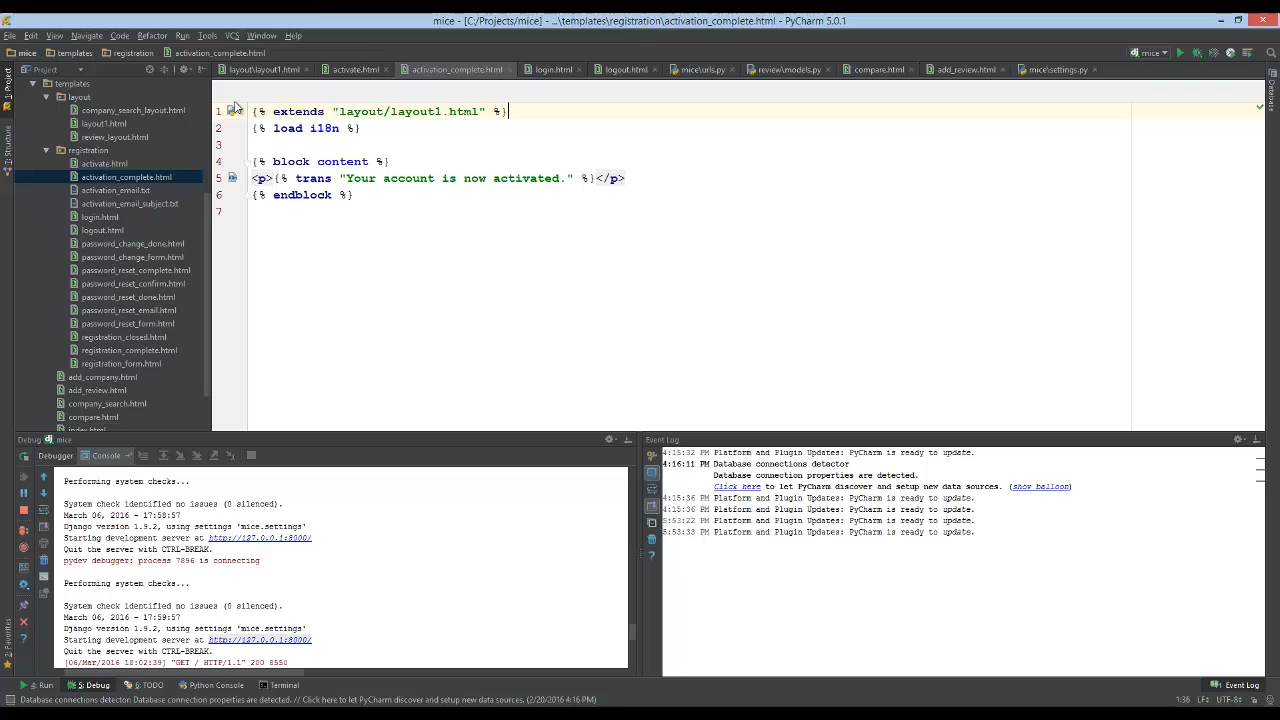 mice - [C:/Projects/mice] - ...\templates\registration\activation_complete.html - PyCharm 5.0.1
File Edit View Navigate Code Refactor Run Tools VCS Window Help
mice templates registration activation_complete.html mice
Project
layout\layout1.html activate.html activation_complete.html login.html logout.html mice\urls.py review\models.py compare.html add_review.html mice\settings.py
1: Project
Z: Structure
2: Favorites
Database
templates
layout
company_search_layout.html
layout1.html
review_layout.html
registration
activate.html
activation_complete.html
activation_email.txt
activation_email_subject.txt
login.html
logout.html
password_change_done.html
password_change_form.html
password_reset_complete.html
password_reset_confirm.html
password_reset_done.html
password_reset_email.html
password_reset_form.html
registration_closed.html
registration_complete.html
registration_form.html
add_company.html
add_review.html
company_search.html
compare.html
index.html
1 {% extends "layout/layout1.html" %}
2 {% load i18n %}
3
4 {% block content %}
5 <p>{% trans "Your account is now activated." %}</p>
6 {% endblock %}
7
Debug mice
Debugger Console
Performing system checks...
System check identified no issues (0 silenced).
March 06, 2016 - 17:58:57
Django version 1.9.2, using settings 'mice.settings'
Starting development server at http://127.0.0.1:8000/
Quit the server with CTRL-BREAK.
pydev debugger: process 7896 is connecting
Performing system checks...
System check identified no issues (0 silenced).
March 06, 2016 - 17:59:57
Django version 1.9.2, using settings 'mice.settings'
Starting development server at http://127.0.0.1:8000/
Quit the server with CTRL-BREAK.
[06/Mar/2016 18:02:39] "GET / HTTP/1.1" 200 8550
Event Log
4:15:32 PM Platform and Plugin Updates: PyCharm is ready to update.
4:16:11 PM Database connections detector
Database connection properties are detected.
Click here to let PyCharm discover and setup new data sources. (show balloon)
4:15:36 PM Platform and Plugin Updates: PyCharm is ready to update.
4:15:36 PM Platform and Plugin Updates: PyCharm is ready to update.
5:53:22 PM Platform and Plugin Updates: PyCharm is ready to update.
5:53:33 PM Platform and Plugin Updates: PyCharm is ready to update.
4: Run 5: Debug 6: TODO Python Console Terminal Event Log
Database connections detector: Database connection properties are detected. // Click here to let PyCharm discover and setup new data sources. (2/20/2016 4:16 PM) 1:36 LF÷ UTF-8÷